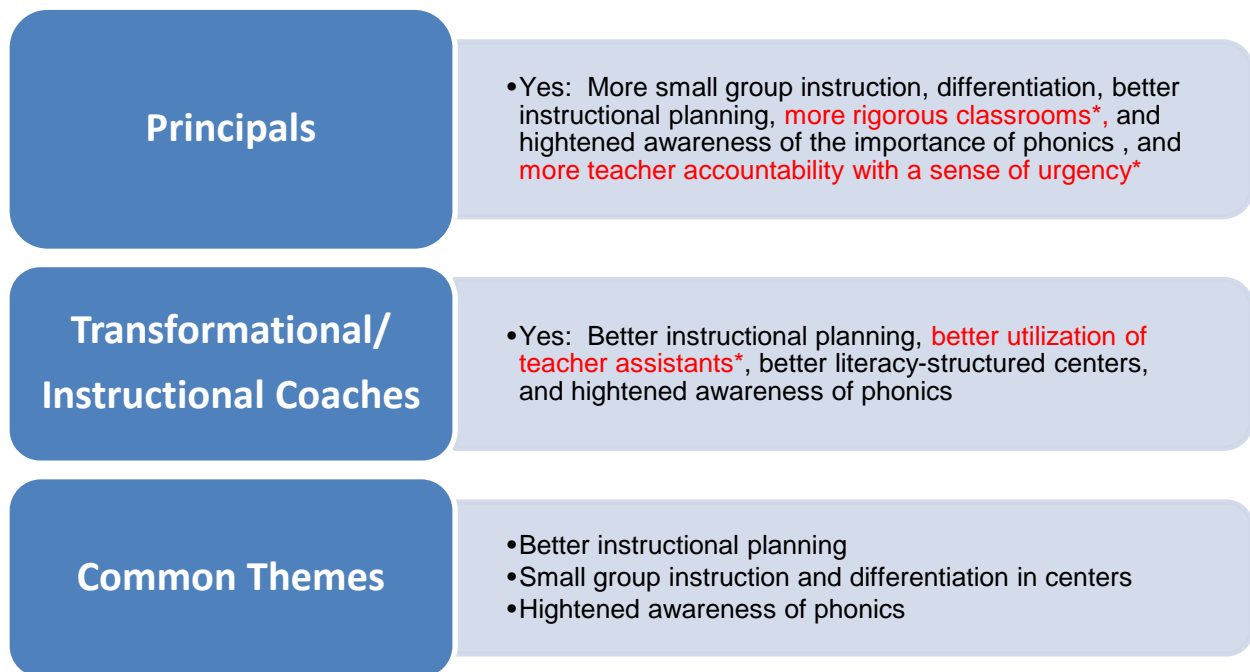 Principals
•Yes:  More small group instruction, differentiation, better
instructional planning, more rigorous classrooms*, and
hightened awareness of the importance of phonics , and
more teacher accountability with a sense of urgency*
Transformational/
Instructional Coaches
•Yes:  Better instructional planning, better utilization of
teacher assistants*, better literacy-structured centers,
and hightened awareness of phonics
Common Themes
•Better instructional planning
•Small group instruction and differentiation in centers
•Hightened awareness of phonics